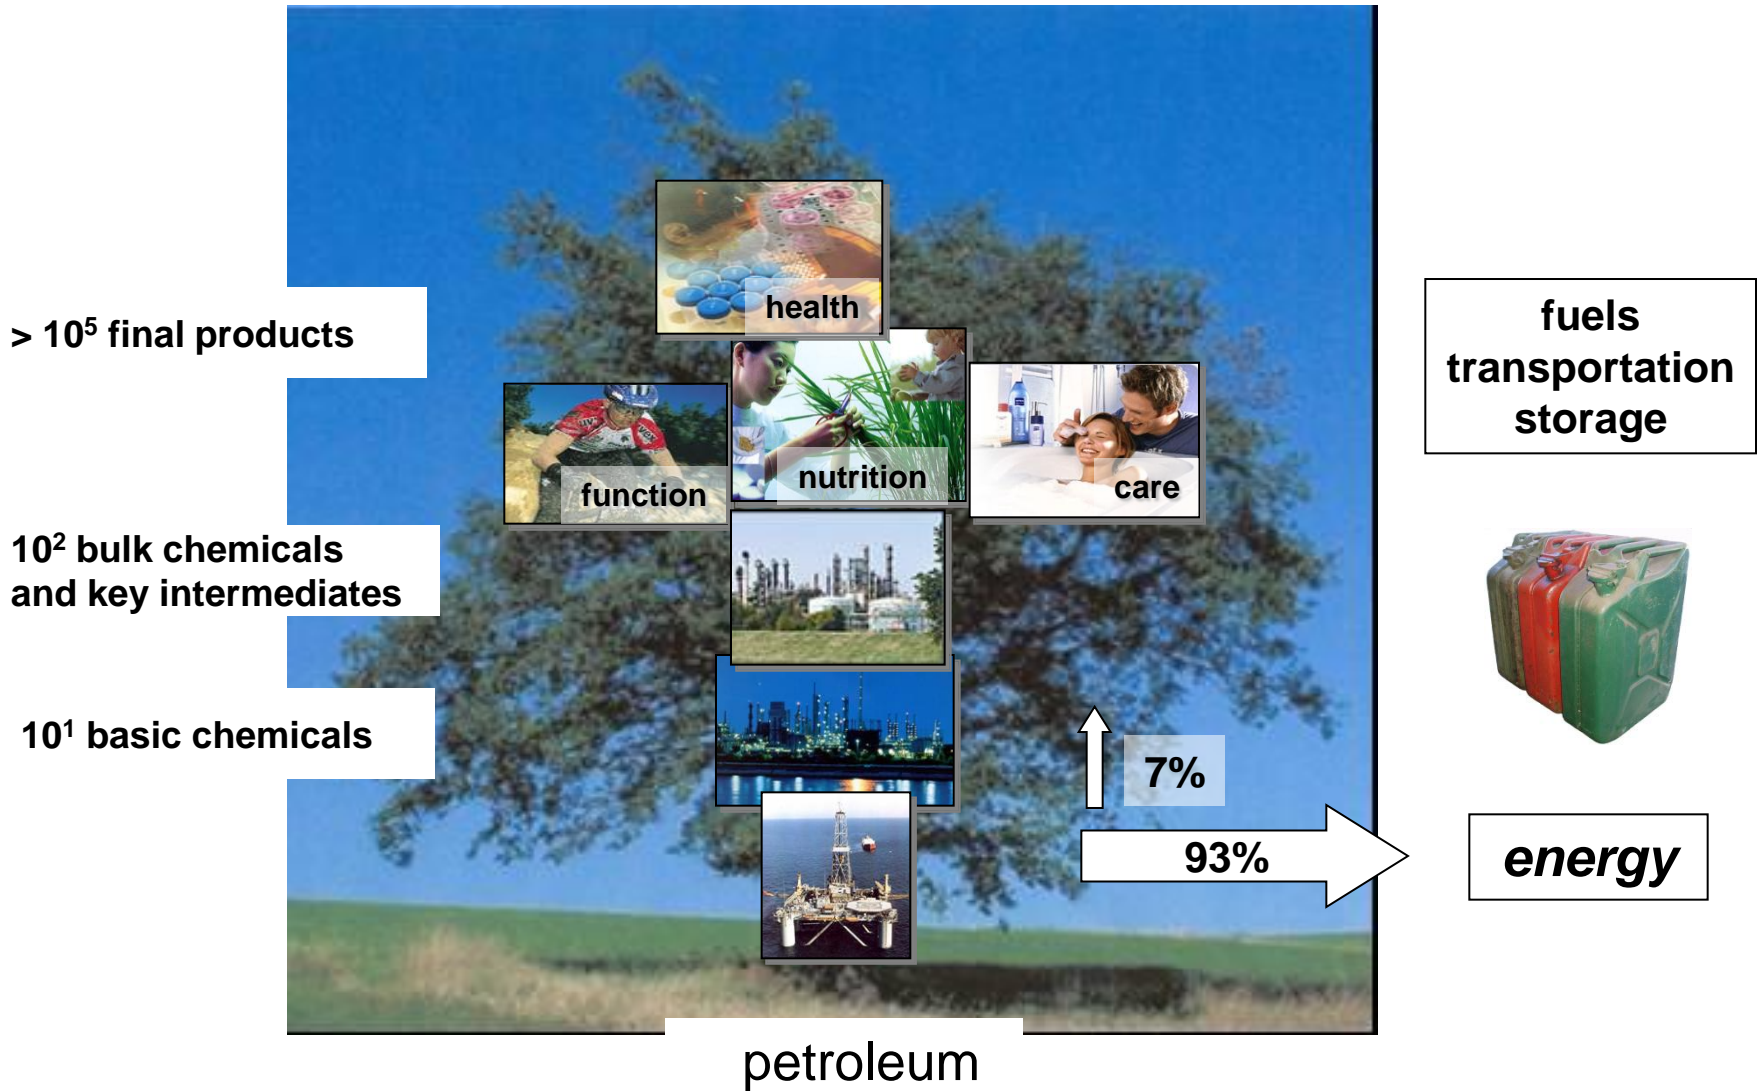 health
> 10⁵ final products
function
nutrition
care
10² bulk chemicals
and key intermediates
10¹ basic chemicals
7%
93%
petroleum
fuels
transportation
storage
energy